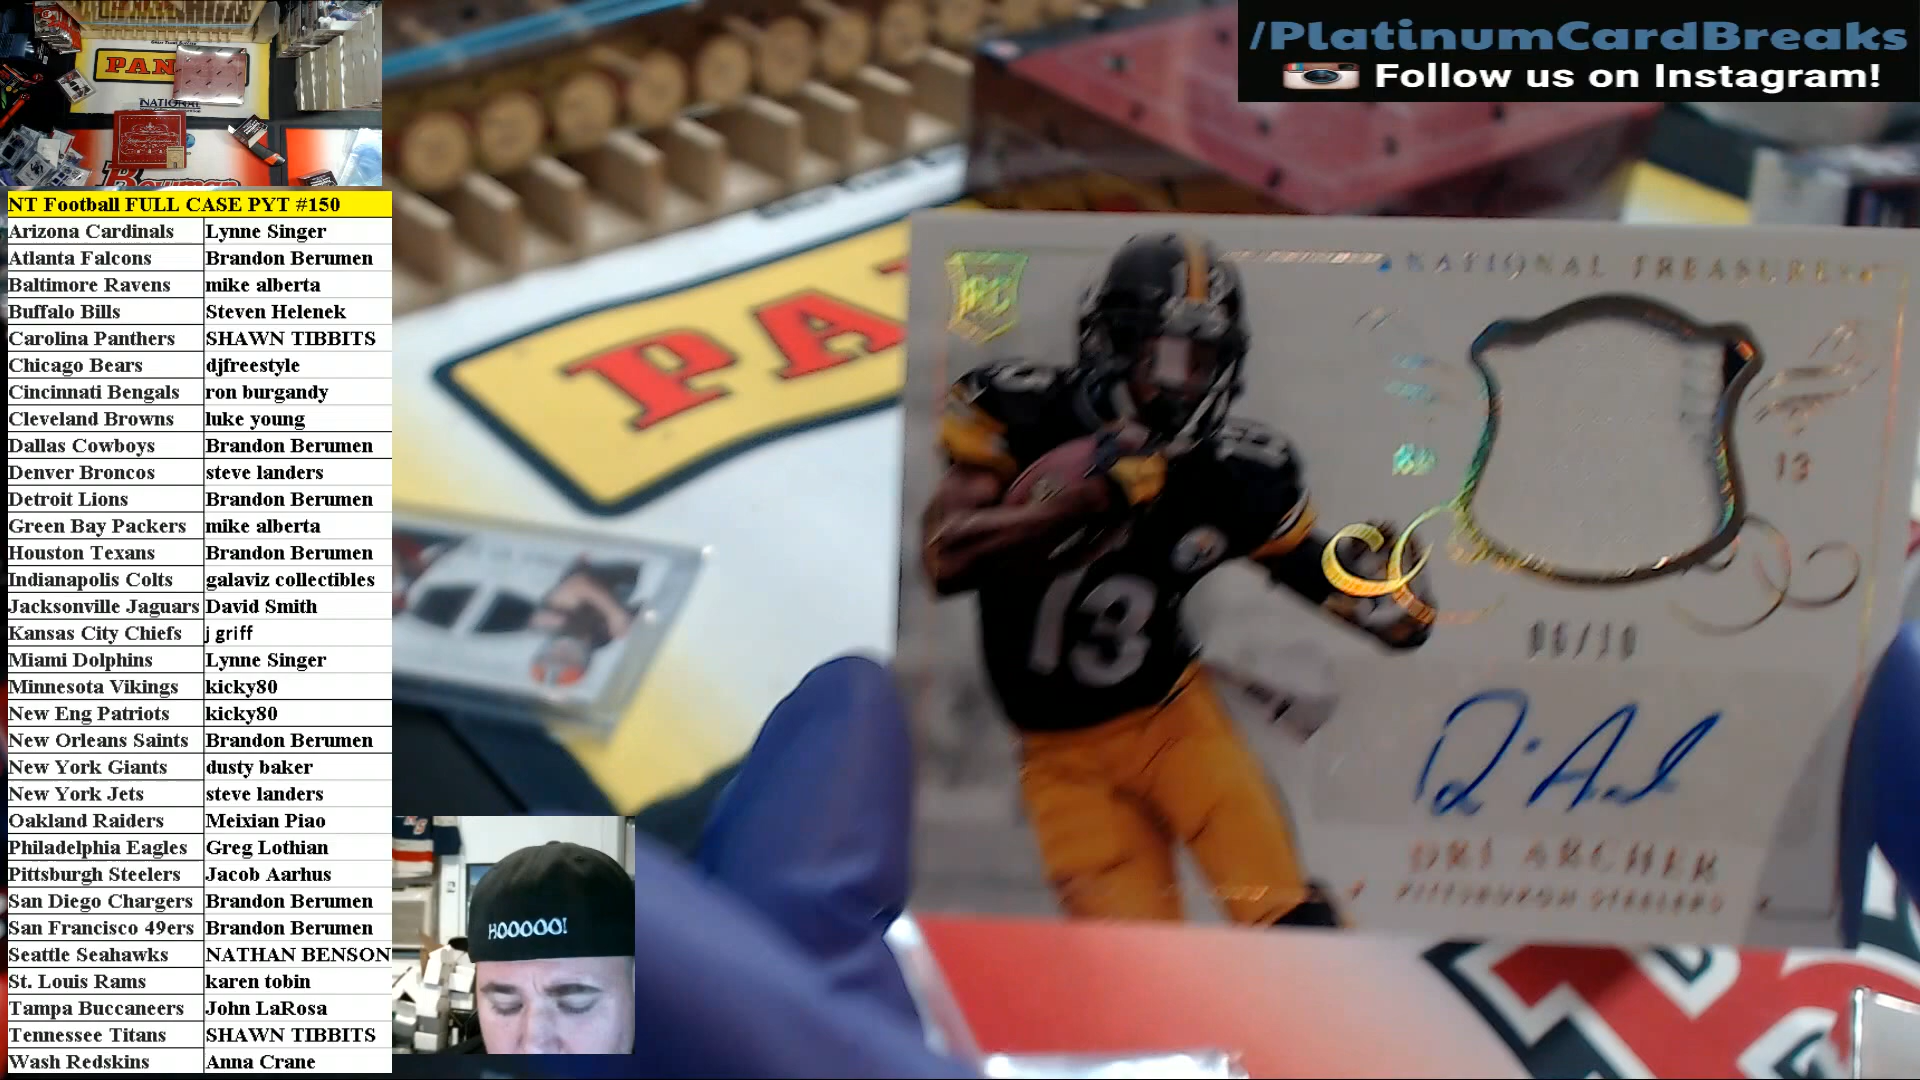 /PlatinumCardBreaks
Follow us on Instagram!
PAN
NATIONAL
Bowman
NT Football FULL CASE PYT #150
Arizona Cardinals Lynne Singer
Atlanta Falcons Brandon Berumen
Baltimore Ravens mike alberta
Buffalo Bills Steven Helenek
Carolina Panthers SHAWN TIBBITS
Chicago Bears djfreestyle
Cincinnati Bengals ron burgandy
Cleveland Browns luke young
Dallas Cowboys Brandon Berumen
Denver Broncos steve landers
Detroit Lions Brandon Berumen
Green Bay Packers mike alberta
Houston Texans Brandon Berumen
Indianapolis Colts galaviz collectibles
Jacksonville Jaguars David Smith
Kansas City Chiefs j griff
Miami Dolphins Lynne Singer
Minnesota Vikings kicky80
New Eng Patriots kicky80
New Orleans Saints Brandon Berumen
New York Giants dusty baker
New York Jets steve landers
Oakland Raiders Meixian Piao
Philadelphia Eagles Greg Lothian
Pittsburgh Steelers Jacob Aarhus
San Diego Chargers Brandon Berumen
San Francisco 49ers Brandon Berumen
Seattle Seahawks NATHAN BENSON
St. Louis Rams karen tobin
Tampa Buccaneers John LaRosa
Tennessee Titans SHAWN TIBBITS
Wash Redskins Anna Crane
HOOOOO!
PA
NATIONAL TREASURES
13
13
DRI ARCHER
PITTSBURGH STEELERS